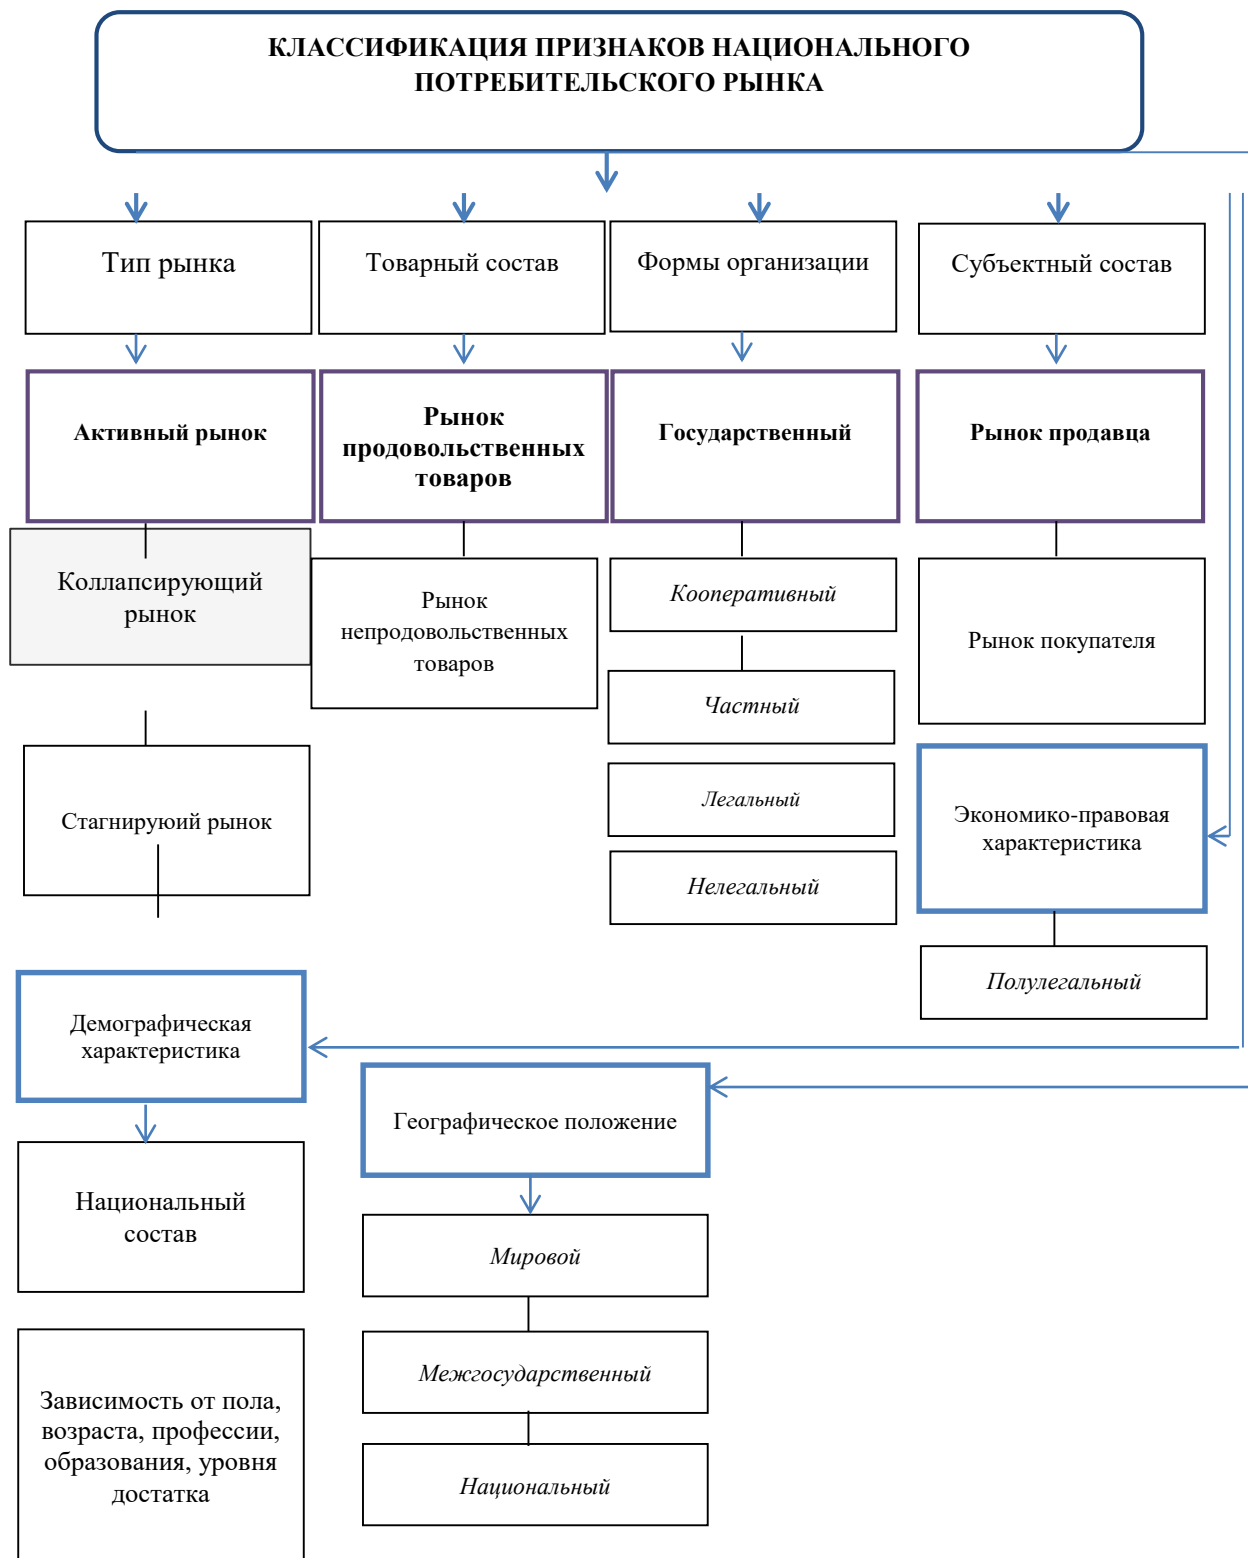 КЛАССИФИКАЦИЯ ПРИЗНАКОВ НАЦИОНАЛЬНОГО
ПОТРЕБИТЕЛЬСКОГО РЫНКА
Тип рынка
Товарный состав
Формы организации
Субъектный состав
Активный рынок
Рынок
продовольственных
товаров
Государственный
Рынок продавца
Коллапсирующий
рынок
Рынок
непродовольственных
товаров
Кооперативный
Рынок покупателя
Частный
Стагнируюий рынок
Легальный
Экономико-правовая
характеристика
Нелегальный
Полулегальный
Демографическая
характеристика
Географическое положение
Национальный
состав
Мировой
Межгосударственный
Зависимость от пола,
возраста, профессии,
образования, уровня
достатка
Национальный